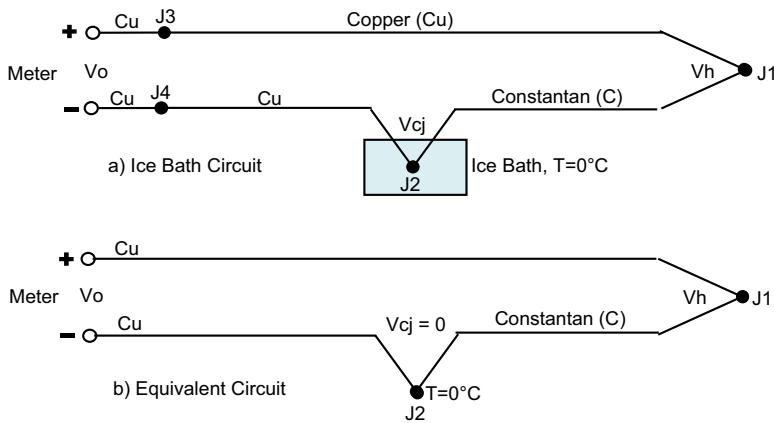 Cu J3 Copper (Cu)
+
Meter Vo Vh J1
Cu J4 Cu Constantan (C)
−
Vcj
a) Ice Bath Circuit Ice Bath, T=0°C
J2
Cu
+
Meter Vo Vh J1
Cu Vcj = 0 Constantan (C)
−
b) Equivalent Circuit T=0°C
J2